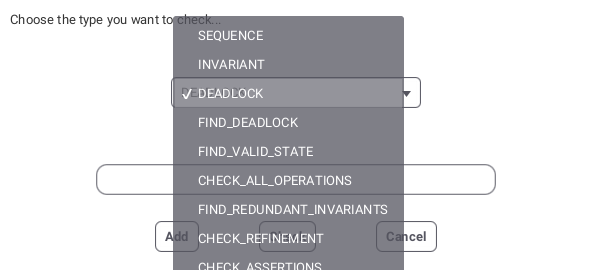 Choose the type you want to check...
SEQUENCE
INVARIANT
✓ DEADLOCK
FIND_DEADLOCK
FIND_VALID_STATE
CHECK_ALL_OPERATIONS
FIND_REDUNDANT_INVARIANTS
Add
Cancel
CHECK_REFINEMENT
CHECK_ASSERTIONS